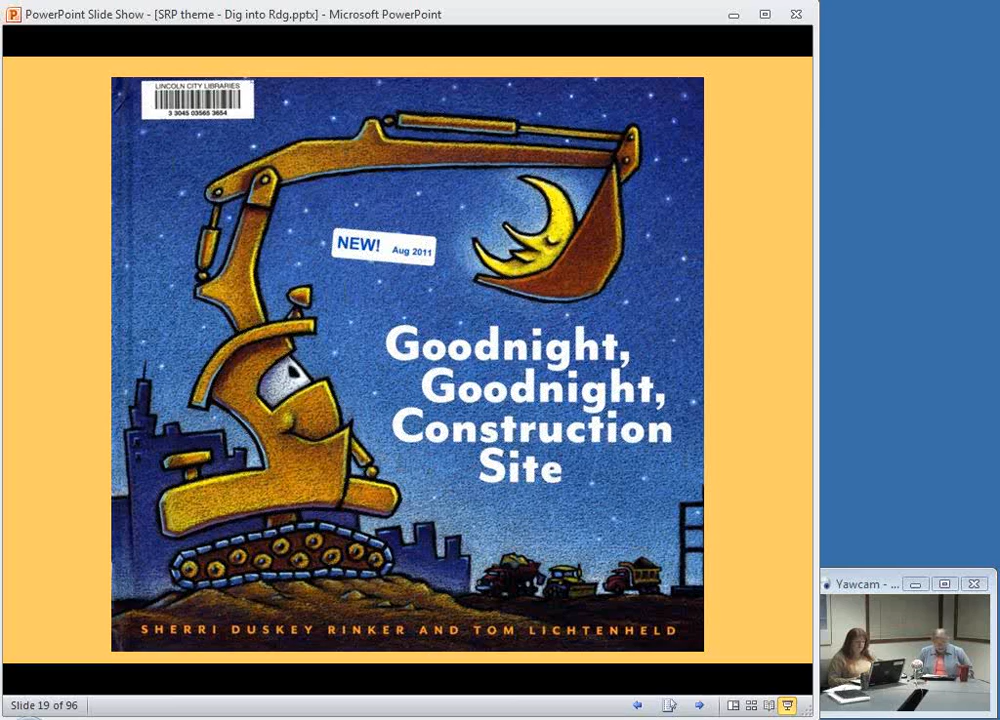 PowerPoint Slide Show - [SRP theme - Dig into Rdg.pptx] - Microsoft PowerPoint
LINCOLN CITY LIBRARIES
3 3045 03565 3654
NEW! Aug 2011
Goodnight,
Goodnight,
Construction
Site
SHERRI DUSKEY RINKER AND TOM LICHTENHELD
Yawcam - ...
Slide 19 of 96